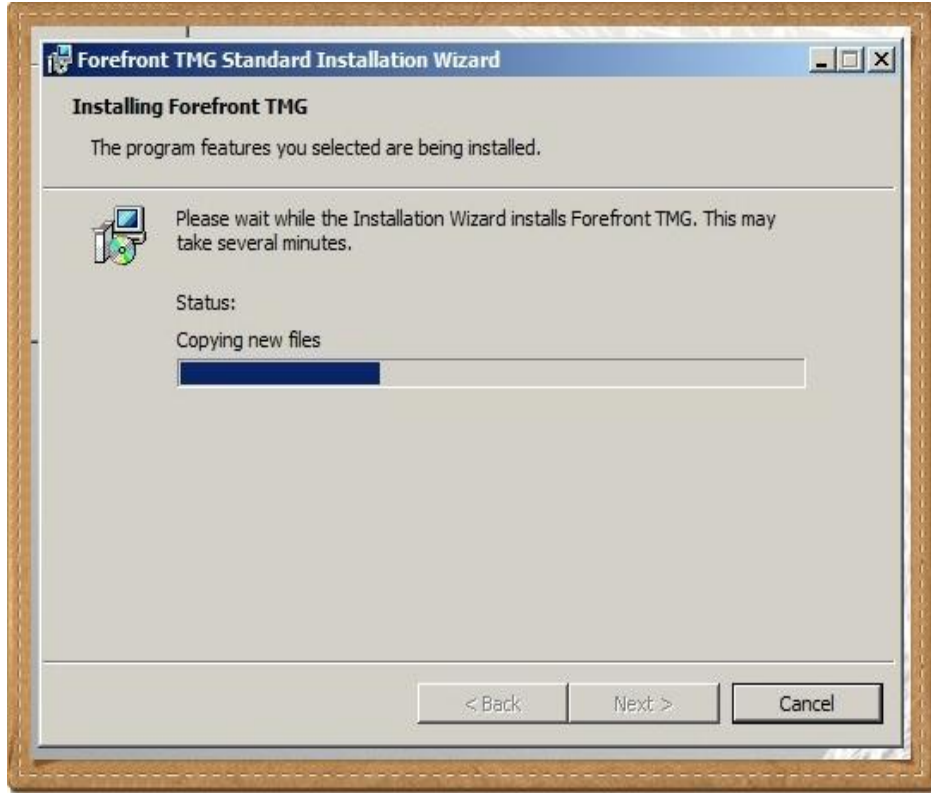 Forefront TMG Standard Installation Wizard
Installing Forefront TMG
The program features you selected are being installed.
Please wait while the Installation Wizard installs Forefront TMG. This may
take several minutes.
Status:
Copying new files
< Back
Next >
Cancel